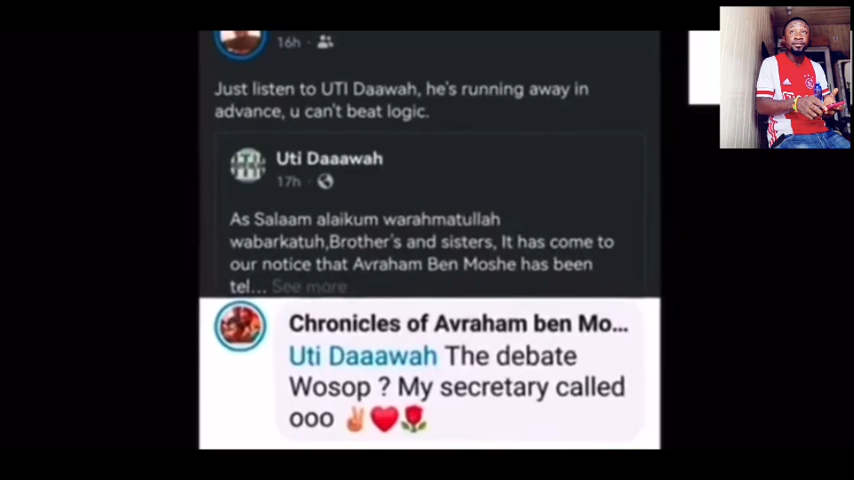 16h
Just listen to UTI Daawah, he's running away in
advance, u can't beat logic.
Uti Daaawah
17h
As Salaam alaikum warahmatullah
wabarkatuh,Brother's and sisters, It has come to
our notice that Avraham Ben Moshe has been
tel... See more
Chronicles of Avraham ben Mo...
Uti Daaawah The debate
Wosop ? My secretary called
ooo ✌️❤️🌹